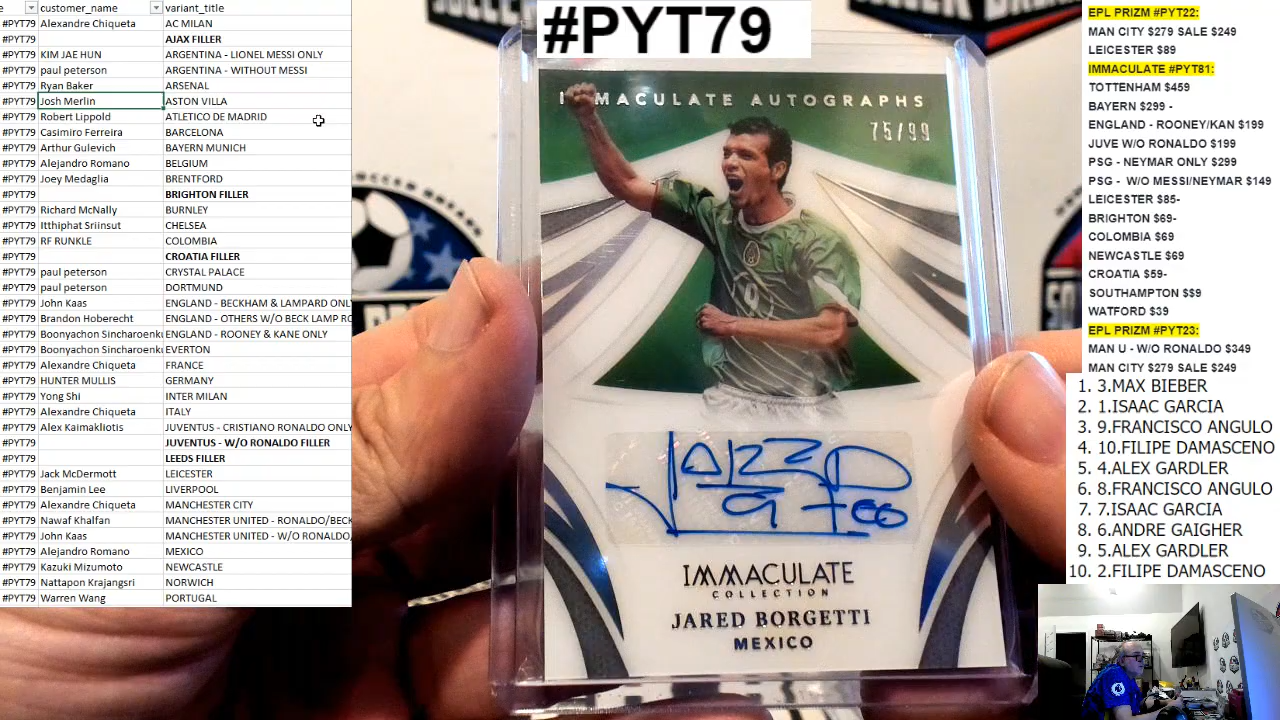 customer_name variant_title
Alexandre Chiqueta AC MILAN
#PYT79 AJAX FILLER
#PYT79 UM JAE HUN ARGENTINA - LIONEL MESSI ONLY
#PYT79 paul peterson ARGENTINA - WITHOUT MESSI
#PYT79 Ryan Baker ARSENAL
#PYT79 Josh Merlin ASTON VILLA
#PYT79 Robert Lippold ATLETICO DE MADRID
#PYT79 Casimiro Ferreira BARCELONA
#PYT79 Arthur Gulevich BAYERN MUNICH
#PYT79 Alejandro Romano BELGIUM
#PYT79 Joey Medaglia BRENTFORD
#PYT79 BRIGHTON FILLER
#PYT79 Richard McNally BURNLEY
#PYT79 Itthiphat Sriinsut CHELSEA
#PYT79 RF RUNKLE COLOMBIA
#PYT79 CROATIA FILLER
#PYT79 paul peterson CRYSTAL PALACE
#PYT79 paul peterson DORTMUND
#PYT79 John Kaas ENGLAND - BECKHAM & LAMPARD ONL
#PYT79 Brandon Hoberecht ENGLAND - OTHERS W/O BECK LAMP RO
#PYT79 Boonyachon Sincharoenku ENGLAND - ROONEY & KANE ONLY
#PYT79 Boonyachon Sincharoenku EVERTON
#PYT79 Alexandre Chiqueta FRANCE
#PYT79 HUNTER MULLIS GERMANY
#PYT79 Yong Shi INTER MILAN
#PYT79 Alexandre Chiqueta ITALY
#PYT79 Alex Kaimakliotis JUVENTUS - CRISTIANO RONALDO ONLY
#PYT79 JUVENTUS - W/O RONALDO FILLER
#PYT79 LEEDS FILLER
#PYT79 Jack McDermott LEICESTER
#PYT79 Benjamin Lee LIVERPOOL
#PYT79 Alexandre Chiqueta MANCHESTER CITY
#PYT79 Nawaf Khalfan MANCHESTER UNITED - RONALDO/BECK
#PYT79 John Kaas MANCHESTER UNITED - W/O RONALDO/
#PYT79 Alejandro Romano MEXICO
#PYT79 Kazuki Mizumoto NEWCASTLE
#PYT79 Nattapon Krajangsri NORWICH
#PYT79 Warren Wang PORTUGAL
#PYT79
IMMACULATE AUTOGRAPHS
75/99
IMMACULATE
COLLECTION
JARED BORGETTI
MEXICO
EPL PRIZM #PYT22:
MAN CITY $279 SALE $249
LEICESTER $89
IMMACULATE #PYT81:
TOTTENHAM $459
BAYERN $299 -
ENGLAND - ROONEY/KAN $199
JUVE W/O RONALDO $199
PSG - NEYMAR ONLY $299
PSG - W/O MESSI/NEYMAR $149
LEICESTER $85-
BRIGHTON $69-
COLOMBIA $69
NEWCASTLE $69
CROATIA $59-
SOUTHAMPTON $$9
WATFORD $39
EPL PRIZM #PYT23:
MAN U - W/O RONALDO $349
MAN CITY $279 SALE $249
1. 3.MAX BIEBER
2. 1.ISAAC GARCIA
3. 9.FRANCISCO ANGULO
4. 10.FILIPE DAMASCENO
5. 4.ALEX GARDLER
6. 8.FRANCISCO ANGULO
7. 7.ISAAC GARCIA
8. 6.ANDRE GAIGHER
9. 5.ALEX GARDLER
10. 2.FILIPE DAMASCENO